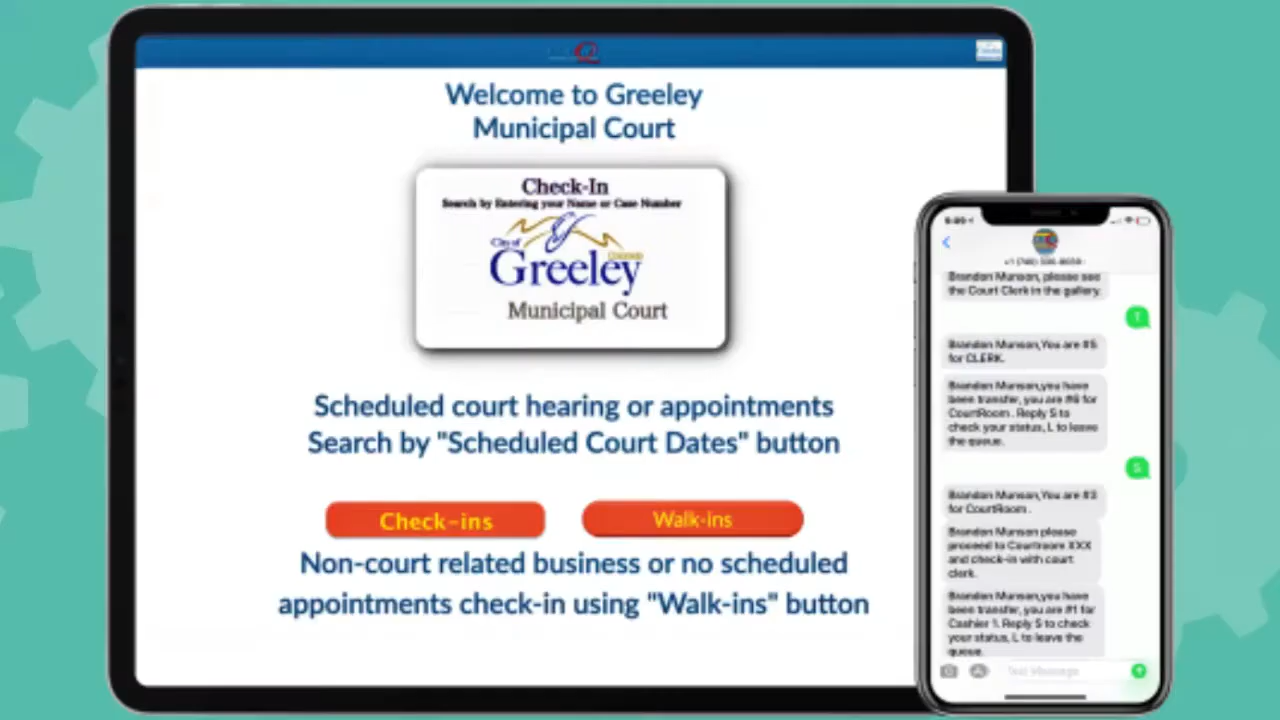 Welcome to Greeley
Municipal Court
Check-In
Search by Entering your Name or Case Number
City of
Greeley
Colorado
Municipal Court
Scheduled court hearing or appointments
Search by "Scheduled Court Dates" button
Check-ins
Walk-ins
Non-court related business or no scheduled
appointments check-in using "Walk-ins" button
Brandon Munson, please see
the Court Clerk in the gallery.
T
Brandon Munson,You are #5
for CLERK.
Brandon Munson,you have
been transfer, you are #6 for
CourtRoom . Reply S to
check your status, L to leave
the queue.
S
Brandon Munson,You are #3
for CourtRoom .
Brandon Munson please
proceed to Courtroom XXX
and check-in with court
clerk.
Brandon Munson,you have
been transfer, you are #1 for
Cashier 1. Reply S to check
your status, L to leave the
queue.
Text Message